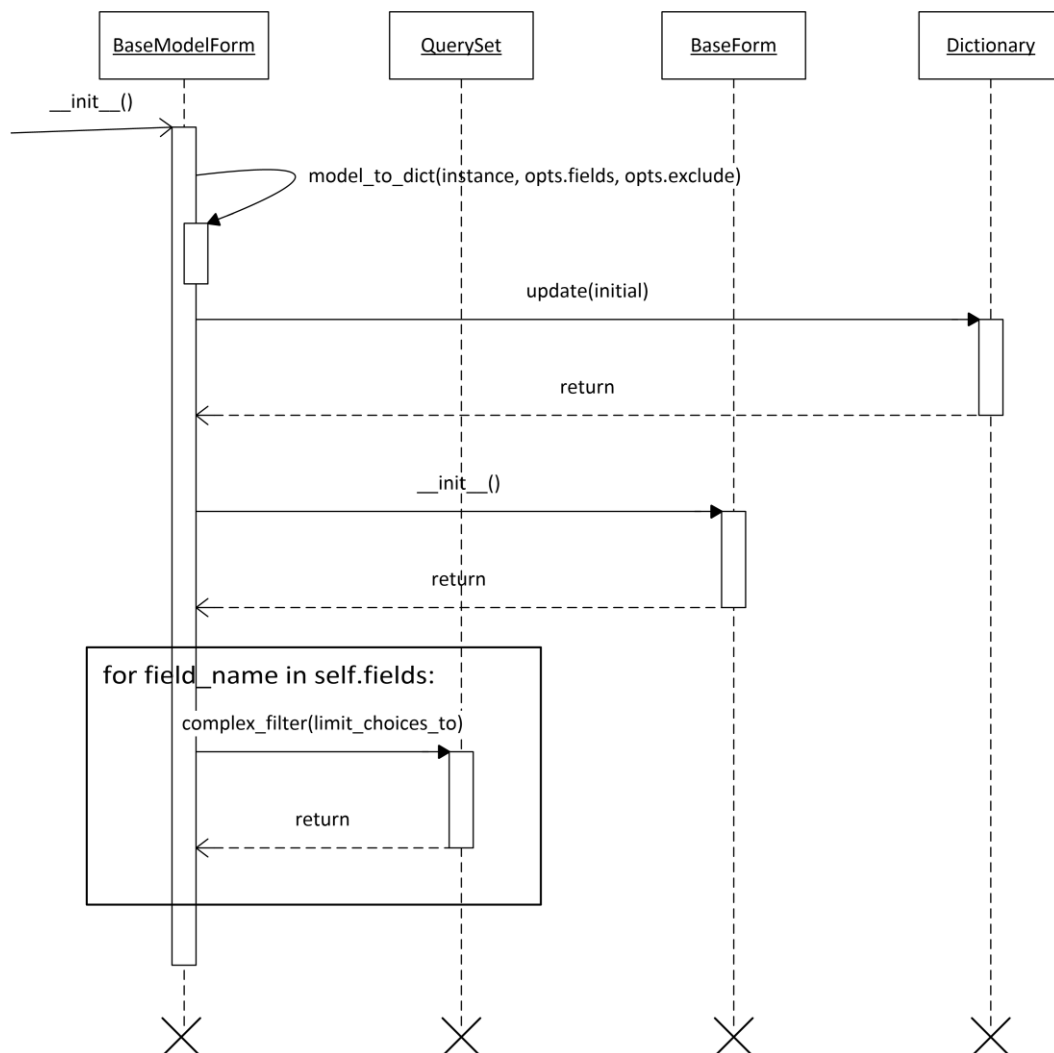 BaseModelForm
QuerySet
BaseForm
Dictionary
__init__()
model_to_dict(instance, opts.fields, opts.exclude)
update(initial)
return
__init__()
return
for field_name in self.fields:
complex_filter(limit_choices_to)
return